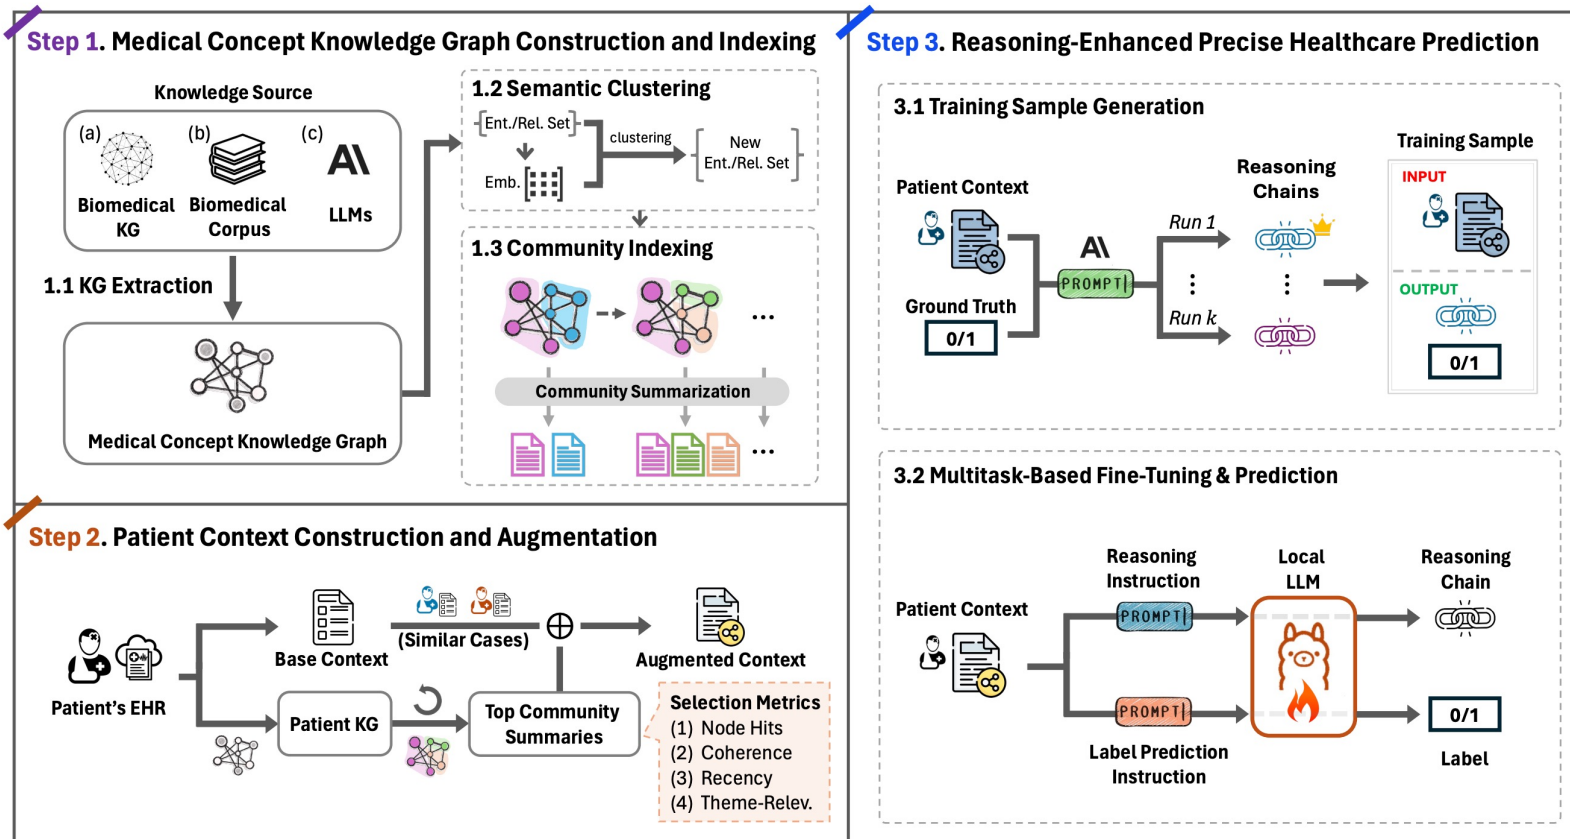 Step 1. Medical Concept Knowledge Graph Construction and Indexing
Knowledge Source
(a)
(b)
(c)
Biomedical
KG
Biomedical
Corpus
LLMs
1.1 KG Extraction
Medical Concept Knowledge Graph
1.2 Semantic Clustering
Ent./Rel. Set
Emb.
clustering
New
Ent./Rel. Set
1.3 Community Indexing
...
Community Summarization
...
Step 2. Patient Context Construction and Augmentation
Patient's EHR
Base Context
(Similar Cases)
Augmented Context
Patient KG
Top Community
Summaries
Selection Metrics
(1) Node Hits
(2) Coherence
(3) Recency
(4) Theme-Relev.
Step 3. Reasoning-Enhanced Precise Healthcare Prediction
3.1 Training Sample Generation
Patient Context
Ground Truth
0/1
A\
PROMPT|
Run 1
Run k
Reasoning
Chains
Training Sample
INPUT
OUTPUT
0/1
3.2 Multitask-Based Fine-Tuning & Prediction
Patient Context
Reasoning
Instruction
PROMPT|
PROMPT|
Label Prediction
Instruction
Local
LLM
Reasoning
Chain
0/1
Label